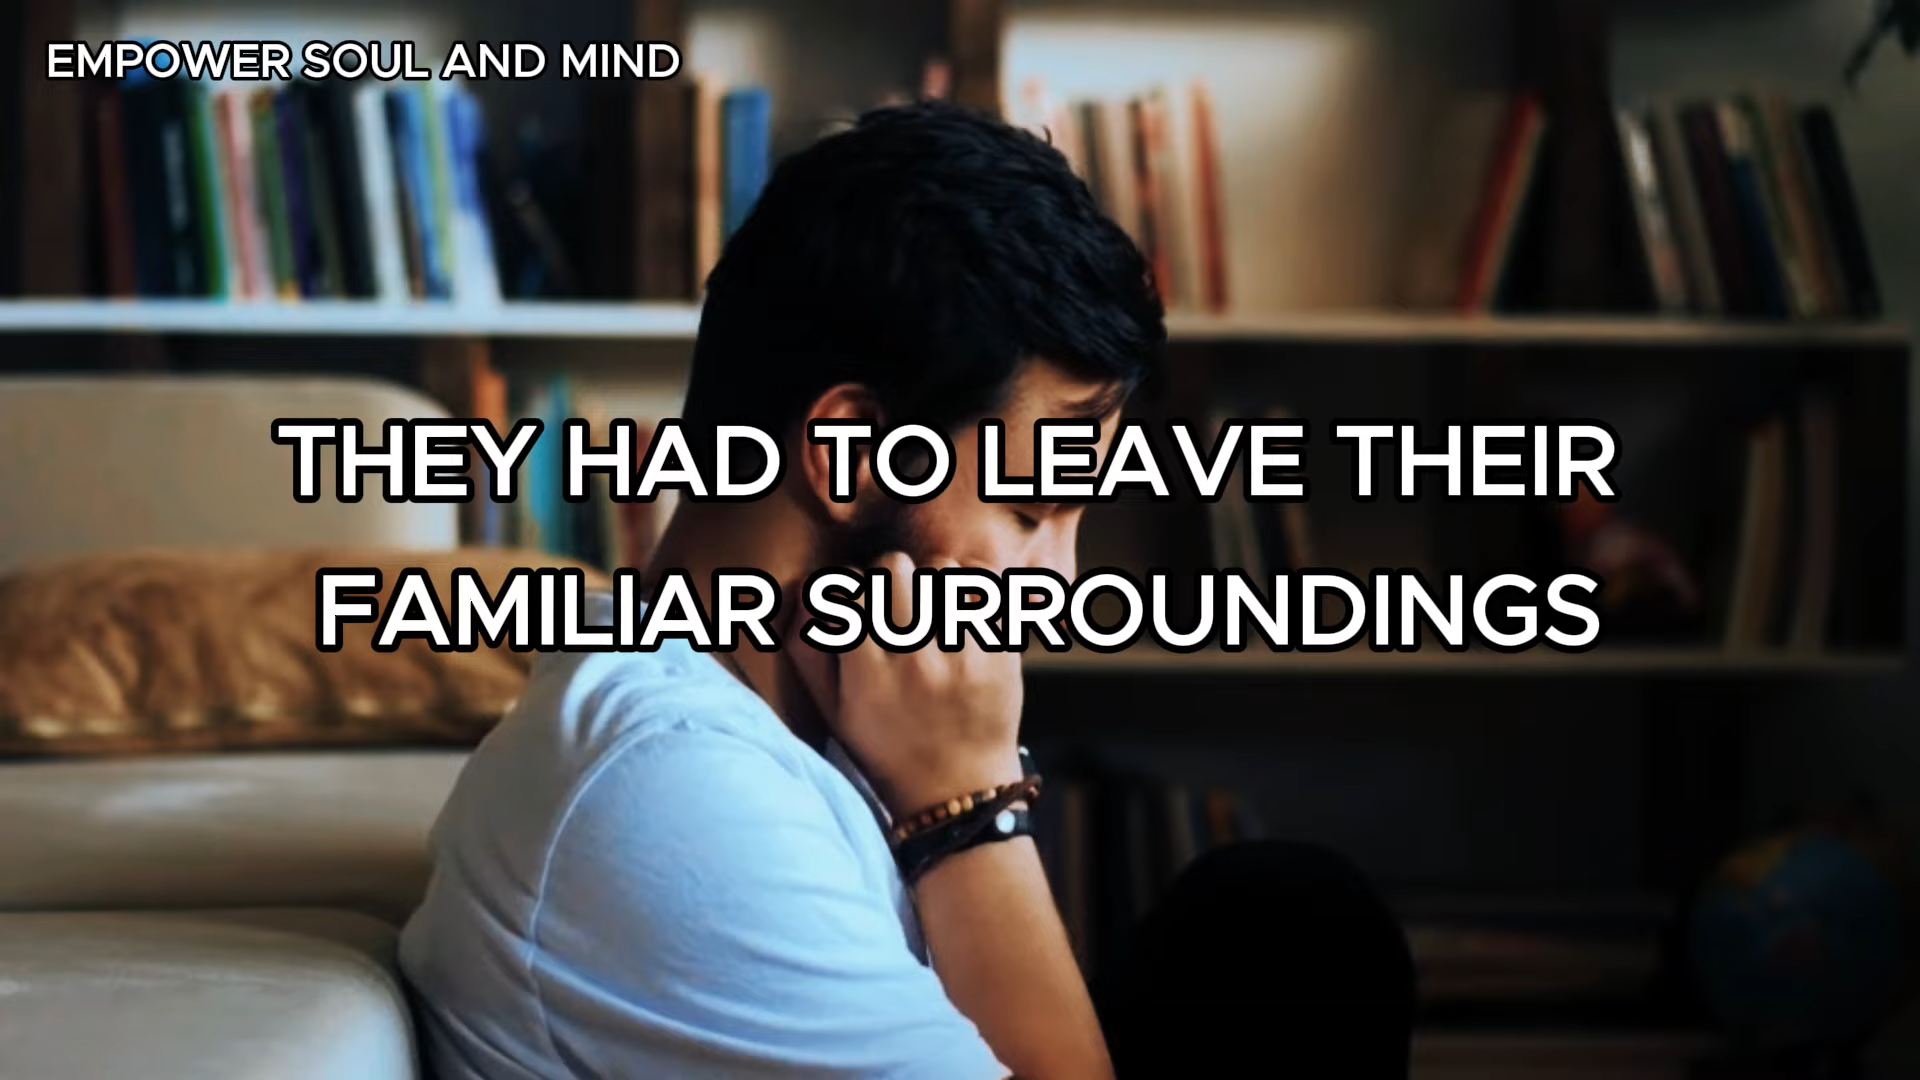 EMPOWER SOUL AND MIND
THEY HAD TO LEAVE THEIR
FAMILIAR SURROUNDINGS